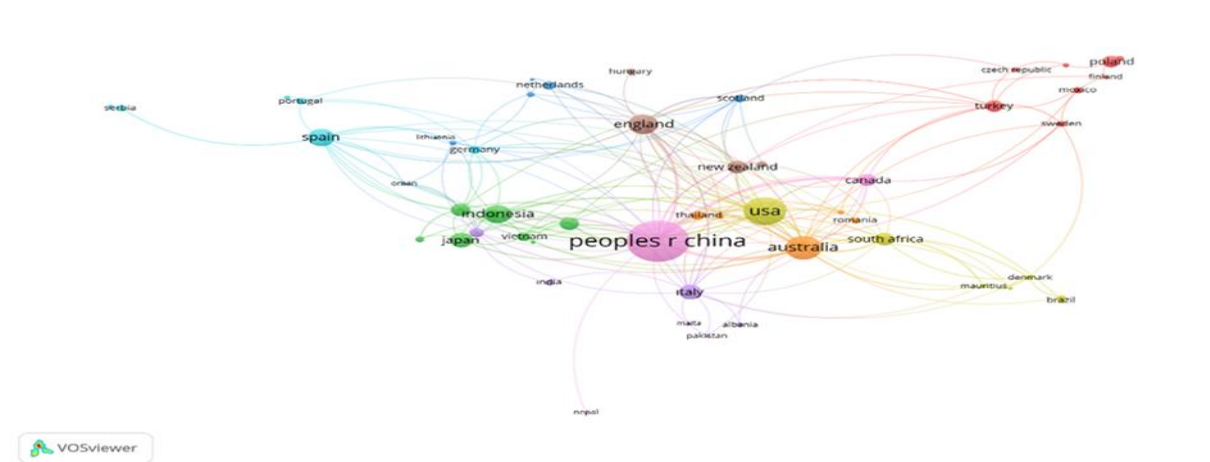 poland
hungary
czech republic
finland
netherlands
mexico
scotland
portugal
serbia
turkey
england
sweden
spain
lithuania
germany
new zealand
canada
oman
indonesia
thailand
usa
romania
japan
vietnam
peoples r china
australia
south africa
denmark
india
mauritius
italy
brazil
malta
albania
pakistan
nepal
VOSviewer